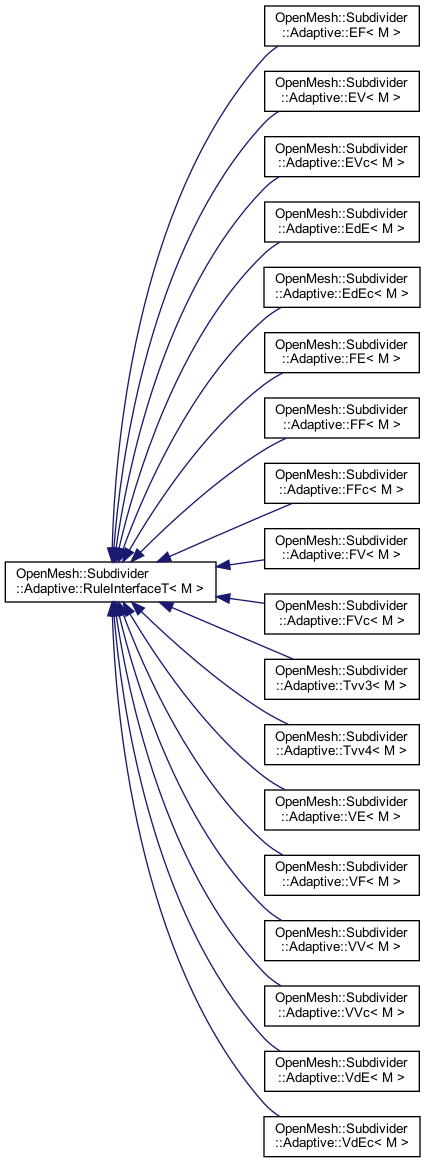 OpenMesh::Subdivider
::Adaptive::EF< M >
OpenMesh::Subdivider
::Adaptive::EV< M >
OpenMesh::Subdivider
::Adaptive::EVc< M >
OpenMesh::Subdivider
::Adaptive::EdE< M >
OpenMesh::Subdivider
::Adaptive::EdEc< M >
OpenMesh::Subdivider
::Adaptive::FE< M >
OpenMesh::Subdivider
::Adaptive::FF< M >
OpenMesh::Subdivider
::Adaptive::FFc< M >
OpenMesh::Subdivider
::Adaptive::FV< M >
OpenMesh::Subdivider
::Adaptive::RuleInterfaceT< M >
OpenMesh::Subdivider
::Adaptive::FVc< M >
OpenMesh::Subdivider
::Adaptive::Tvv3< M >
OpenMesh::Subdivider
::Adaptive::Tvv4< M >
OpenMesh::Subdivider
::Adaptive::VE< M >
OpenMesh::Subdivider
::Adaptive::VF< M >
OpenMesh::Subdivider
::Adaptive::VV< M >
OpenMesh::Subdivider
::Adaptive::VVc< M >
OpenMesh::Subdivider
::Adaptive::VdE< M >
OpenMesh::Subdivider
::Adaptive::VdEc< M >